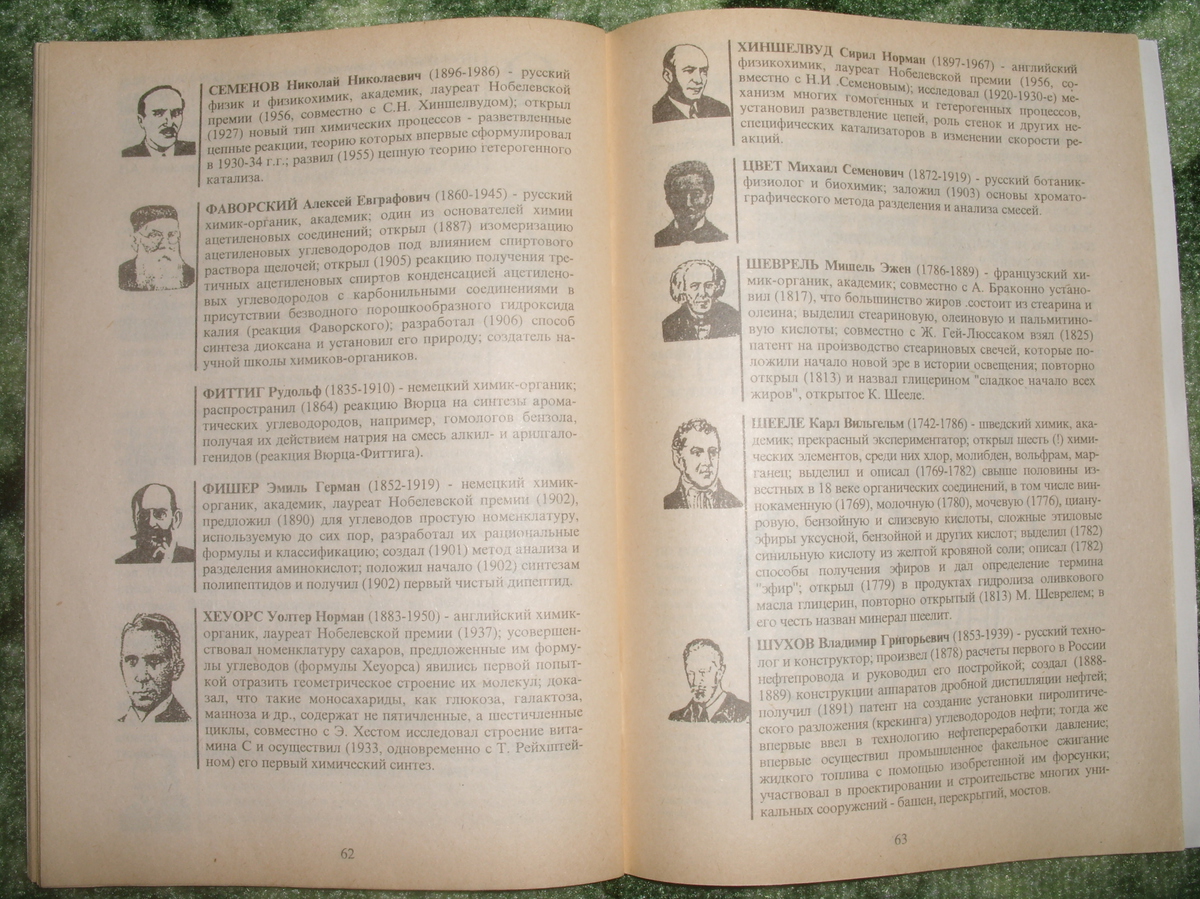 СЕМЕНОВ Николай Николаевич (1896-1986) - русский
физик и физикохимик, академик, лауреат Нобелевской
премии (1956, совместно с С.Н. Хиншелвудом); открыл
(1927) новый тип химических процессов - разветвленные
цепные реакции, теорию которых впервые сформулировал
в 1930-34 г.г.; развил (1955) цепную теорию гетерогенного
катализа.
ФАВОРСКИЙ Алексей Евграфович (1860-1945) - русский
химик-органик, академик; один из основателей химии
ацетиленовых соединений; открыл (1887) изомеризацию
ацетиленовых углеводородов под влиянием спиртового
раствора щелочей; открыл (1905) реакцию получения тре-
тичных ацетиленовых спиртов конденсацией ацетилено-
вых углеводородов с карбонильными соединениями в
присутствии безводного порошкообразного гидроксида
калия (реакция Фаворского); разработал (1906) способ
синтеза диоксана и установил его природу; создатель на-
учной школы химиков-органиков.
ФИТТИГ Рудольф (1835-1910) - немецкий химик-органик;
распространил (1864) реакцию Вюрца на синтезы арома-
тических углеводородов, например, гомологов бензола,
получая их действием натрия на смесь алкил- и арилгало-
генидов (реакция Вюрца-Фиттига).
ФИШЕР Эмиль Герман (1852-1919) - немецкий химик-
органик, академик, лауреат Нобелевской премии (1902),
предложил (1890) для углеводов простую номенклатуру,
используемую до сих пор, разработал их рациональные
формулы и классификацию; создал (1901) метод анализа и
разделения аминокислот; положил начало (1902) синтезам
полипептидов и получил (1902) первый чистый дипептид.
ХЕУОРС Уолтер Норман (1883-1950) - английский химик-
органик, лауреат Нобелевской премии (1937); усовершен-
ствовал номенклатуру сахаров, предложенные им форму-
лы углеводов (формулы Хеуорса) явились первой попыт-
кой отразить геометрическое строение их молекул; дока-
зал, что такие моносахариды, как глюкоза, галактоза,
манноза и др., содержат не пятичленные, а шестичленные
циклы, совместно с Э. Хестом исследовал строение вита-
мина С и осуществил (1933, одновременно с Т. Рейхштей-
ном) его первый химический синтез.
62
ХИНШЕЛВУД Сирил Норман (1897-1967) - английский
физикохимик, лауреат Нобелевской премии (1956, со-
вместно с Н.И .Семеновым); исследовал (1920-1930-е) ме-
ханизм многих гомогенных и гетерогенных процессов,
установил разветвление цепей, роль стенок и других не-
специфических катализаторов в изменении скорости ре-
акций.
ЦВЕТ Михаил Семенович (1872-1919) - русский ботаник-
физиолог и биохимик; заложил (1903) основы хромато-
графического метода разделения и анализа смесей.
ШЕВРЕЛЬ Мишель Эжен (1786-1889) - французский хи-
мик-органик, академик; совместно с А. Браконно устано-
вил (1817), что большинство жиров .состоит из стеарина и
олеина; выделил стеариновую, олеиновую и пальмитино-
вую кислоты; совместно с Ж. Гей-Люссаком взял (1825)
патент на производство стеариновых свечей, которые по-
ложили начало новой эре в истории освещения; повторно
открыл (1813) и назвал глицерином "сладкое начало всех
жиров", открытое К. Шееле.
ШЕЕЛЕ Карл Вильгельм (1742-1786) - шведский химик, ака-
демик; прекрасный экспериментатор; открыл шесть (!) хими-
ческих элементов, среди них хлор, молибден, вольфрам, мар-
ганец; выделил и описал (1769-1782) свыше половины из-
вестных в 18 веке органических соединений, в том числе вин-
нокаменную (1769), молочную (1780), мочевую (1776), циану-
ровую, бензойную и слизевую кислоты, сложные этиловые
эфиры уксусной, бензойной и других кислот; выделил (1782)
синильную кислоту из желтой кровяной соли; описал (1782)
способы получения эфиров и дал определение термина
"эфир"; открыл (1779) в продуктах гидролиза оливкового
масла глицерин, повторно открытый (1813) М. Шеврелем; в
его честь назван минерал шеелит.
ШУХОВ Владимир Григорьевич (1853-1939) - русский техно-
лог и конструктор; произвел (1878) расчеты первого в России
нефтепровода и руководил его постройкой; создал (1888-
1889) конструкции аппаратов дробной дистилляции нефтей;
получил (1891) патент на создание установки пиролитиче-
ского разложения (крекинга) углеводородов нефти; тогда же
впервые ввел в технологию нефтепереработки давление;
впервые осуществил промышленное факельное сжигание
жидкого топлива с помощью изобретенной им форсунки;
участвовал в проектировании и строительстве многих уни-
кальных сооружений - башен, перекрытий, мостов.
63